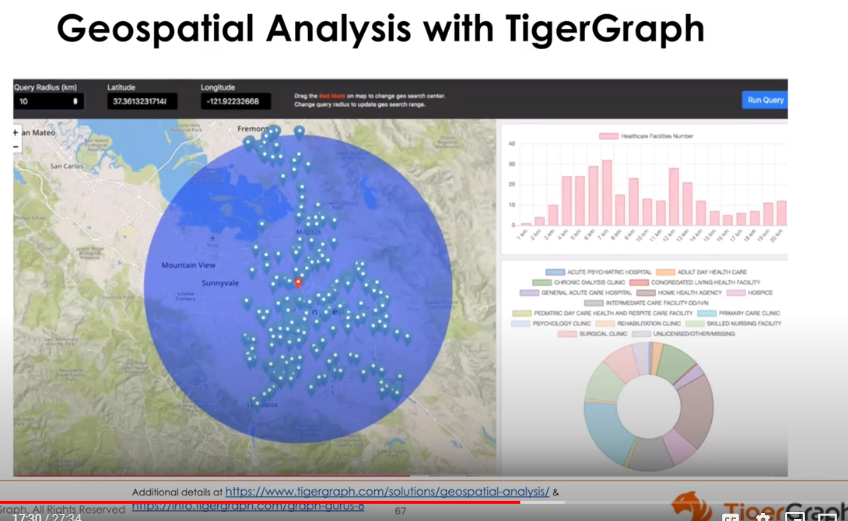 Geospatial Analysis with TigerGraph
Query Radius (km)
Latitude
Longitude
10
37.3613231714
-121.92232668
Drag the Red Mark on map to change geo search center.
Change query radius to update geo search range.
Run Query
+
an Mateo
−
San Carlos
Fremont
Mountain View
Sunnyvale
Healthcare Facilities Number
40
30
20
10
0
1 km
2 km
3 km
4 km
5 km
6 km
7 km
8 km
9 km
10 km
11 km
12 km
13 km
14 km
15 km
16 km
17 km
18 km
19 km
20 km
ACUTE PSYCHIATRIC HOSPITAL
ADULT DAY HEALTH CARE
CHRONIC DIALYSIS CLINIC
CONGREGATED LIVING HEALTH FACILITY
GENERAL ACUTE CARE HOSPITAL
HOME HEALTH AGENCY
HOSPICE
INTERMEDIATE CARE FACILITY-DD/H/N
PEDIATRIC DAY CARE HEALTH AND RESPITE CARE FACILITY
PRIMARY CARE CLINIC
PSYCHOLOGY CLINIC
REHABILITATION CLINIC
SKILLED NURSING FACILITY
SURGICAL CLINIC
UNLICENSED/OTHER/MISSING
Additional details at https://www.tigergraph.com/solutions/geospatial-analysis/ &
https://info.tigergraph.com/graph-gurus-8
Graph. All Rights Reserved
67
17:30 / 27:34
TigerGraph